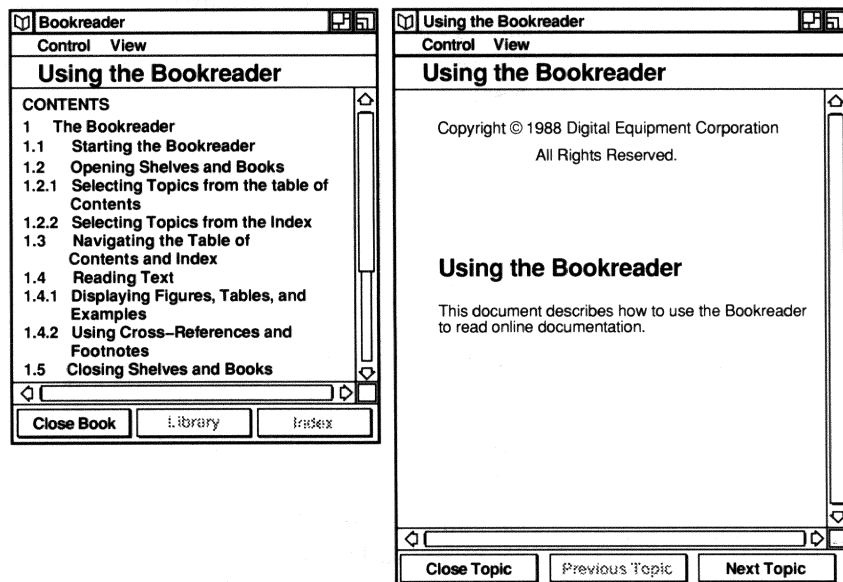 Bookreader
Control View
Using the Bookreader
CONTENTS
1 The Bookreader
1.1 Starting the Bookreader
1.2 Opening Shelves and Books
1.2.1 Selecting Topics from the table of
Contents
1.2.2 Selecting Topics from the Index
1.3 Navigating the Table of
Contents and Index
1.4 Reading Text
1.4.1 Displaying Figures, Tables, and
Examples
1.4.2 Using Cross–References and
Footnotes
1.5 Closing Shelves and Books
Close Book Library Index
Using the Bookreader
Control View
Using the Bookreader
Copyright © 1988 Digital Equipment Corporation
All Rights Reserved.
Using the Bookreader
This document describes how to use the Bookreader
to read online documentation.
Close Topic Previous Topic Next Topic